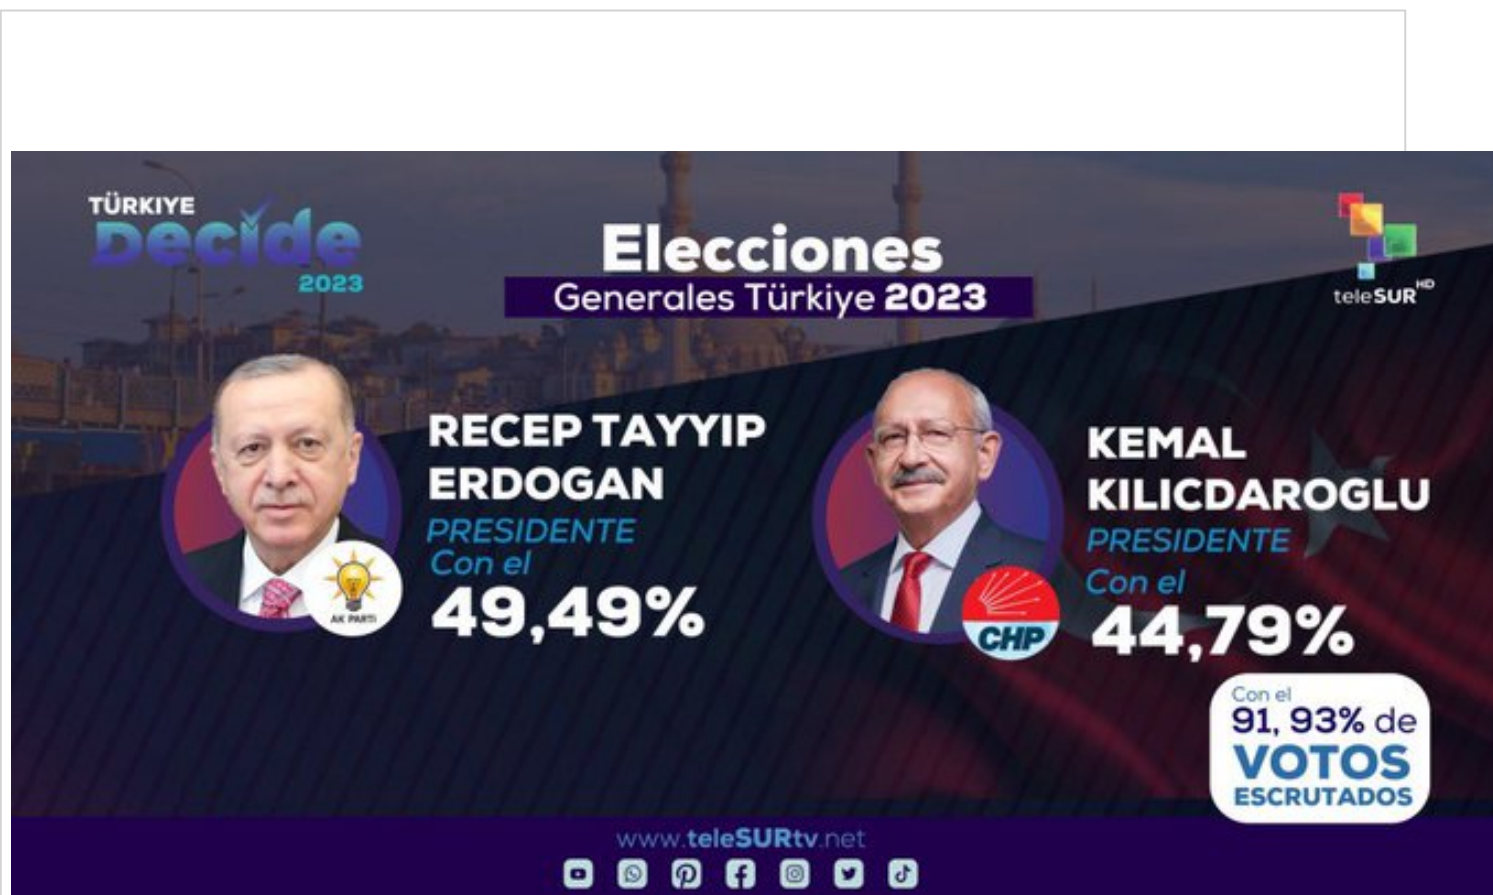 TÜRKIYE
Decide
2023
Elecciones
Generales Türkiye 2023
teleSUR HD
RECEP TAYYIP
ERDOGAN
PRESIDENTE
Con el
49,49%
AK PARTi
KEMAL
KILICDAROGLU
PRESIDENTE
Con el
44,79%
CHP
Con el
91, 93% de
VOTOS
ESCRUTADOS
www.teleSURtv.net